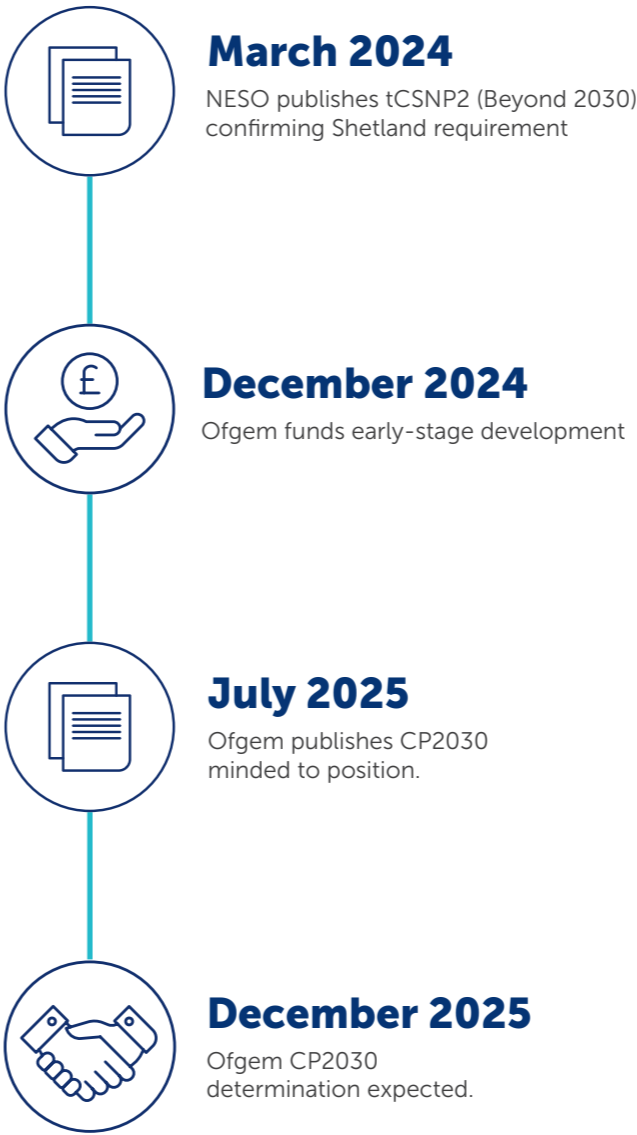 March 2024
NESO publishes tCSNP2 (Beyond 2030)
confirming Shetland requirement
£
December 2024
Ofgem funds early-stage development
July 2025
Ofgem publishes CP2030
minded to position.
December 2025
Ofgem CP2030
determination expected.